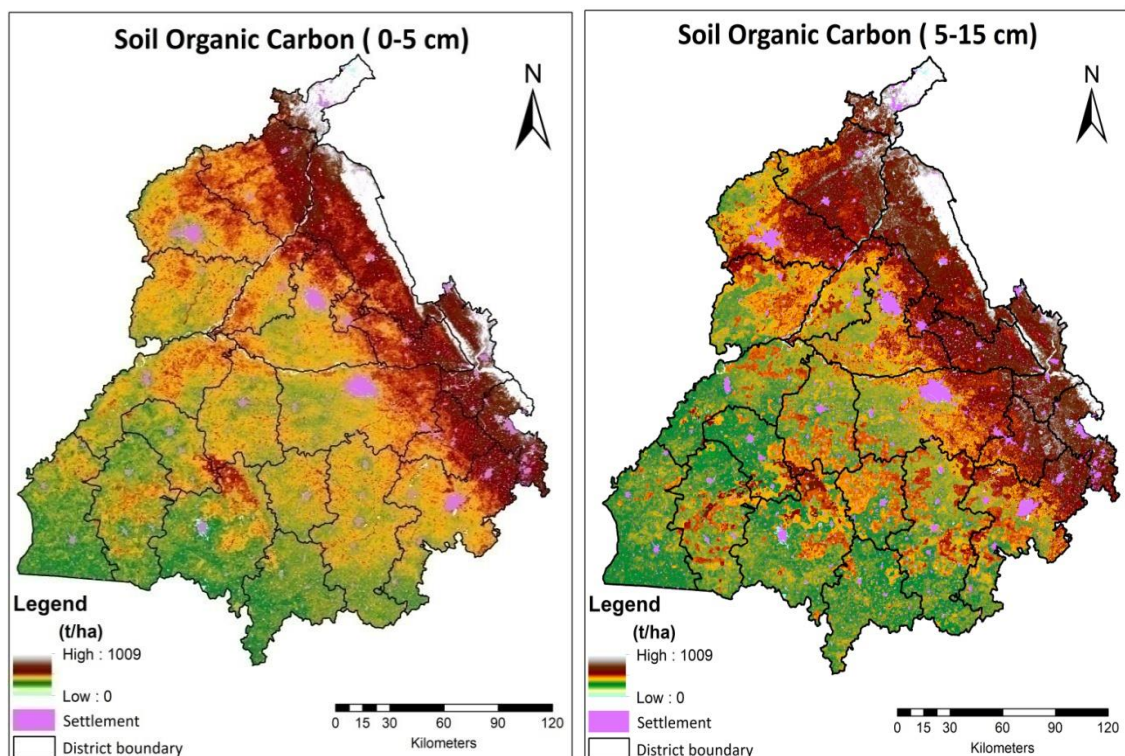 Soil Organic Carbon ( 0-5 cm)
N
Legend
(t/ha)
High : 1009
Low : 0
Settlement
District boundary
0 15 30 60 90 120
Kilometers
Soil Organic Carbon ( 5-15 cm)
N
Legend
(t/ha)
High : 1009
Low : 0
Settlement
District boundary
0 15 30 60 90 120
Kilometers